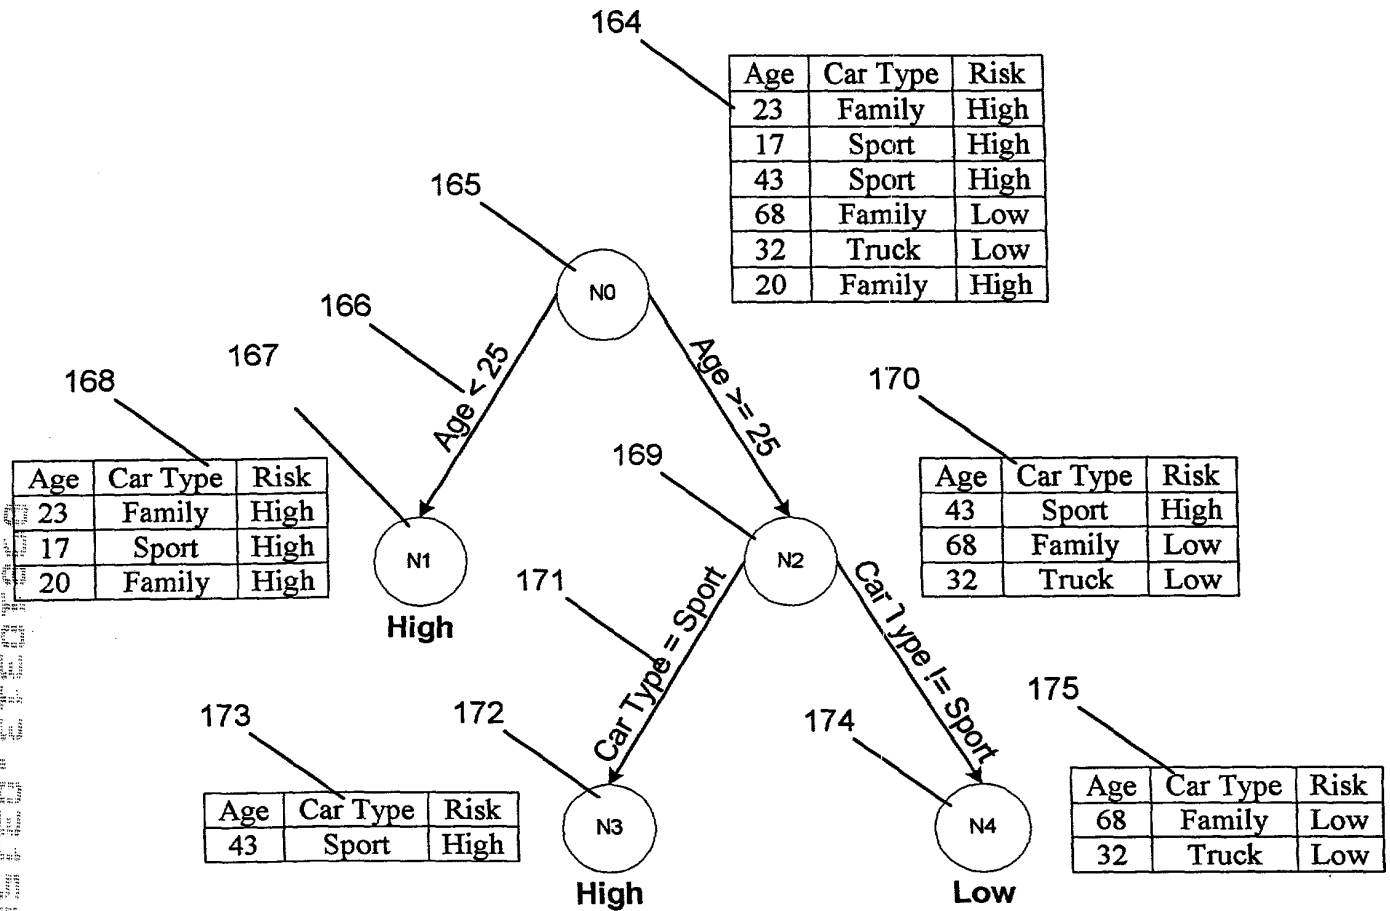 164
Age Car Type Risk
23 Family High
17 Sport High
43 Sport High
68 Family Low
32 Truck Low
20 Family High
165
N0
166
Age < 25
Age >= 25
167
168
Age Car Type Risk
23 Family High
17 Sport High
20 Family High
N1
High
169
N2
170
Age Car Type Risk
43 Sport High
68 Family Low
32 Truck Low
171
Car Type = Sport
Car Type != Sport
173
Age Car Type Risk
43 Sport High
172
N3
High
174
N4
Low
175
Age Car Type Risk
68 Family Low
32 Truck Low